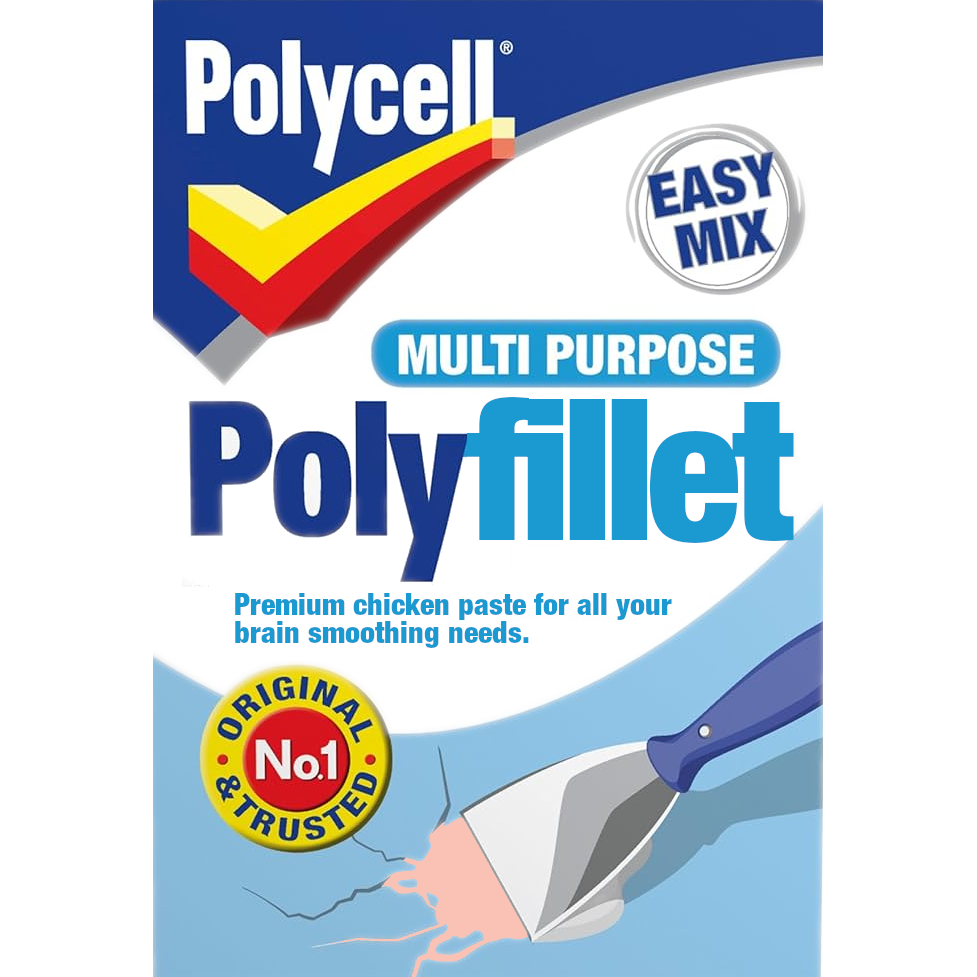 Polycell®
EASY
MIX
MULTI PURPOSE
Polyfillet
Premium chicken paste for all your
brain smoothing needs.
ORIGINAL
No.1
& TRUSTED